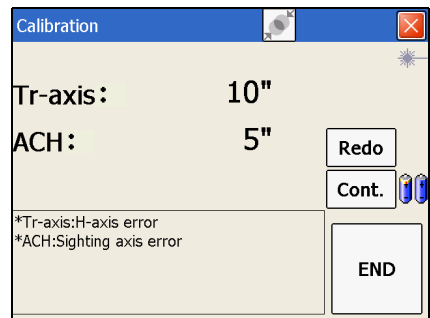 Calibration
Tr-axis: 10"
ACH: 5"
Redo
Cont.
*Tr-axis:H-axis error
*ACH:Sighting axis error
END